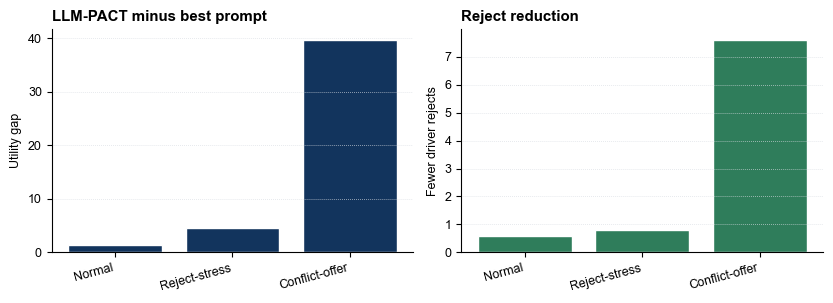 LLM-PACT minus best prompt
Utility gap
40
30
20
10
0
Normal
Reject-stress
Conflict-offer
Reject reduction
Fewer driver rejects
7
6
5
4
3
2
1
0
Normal
Reject-stress
Conflict-offer